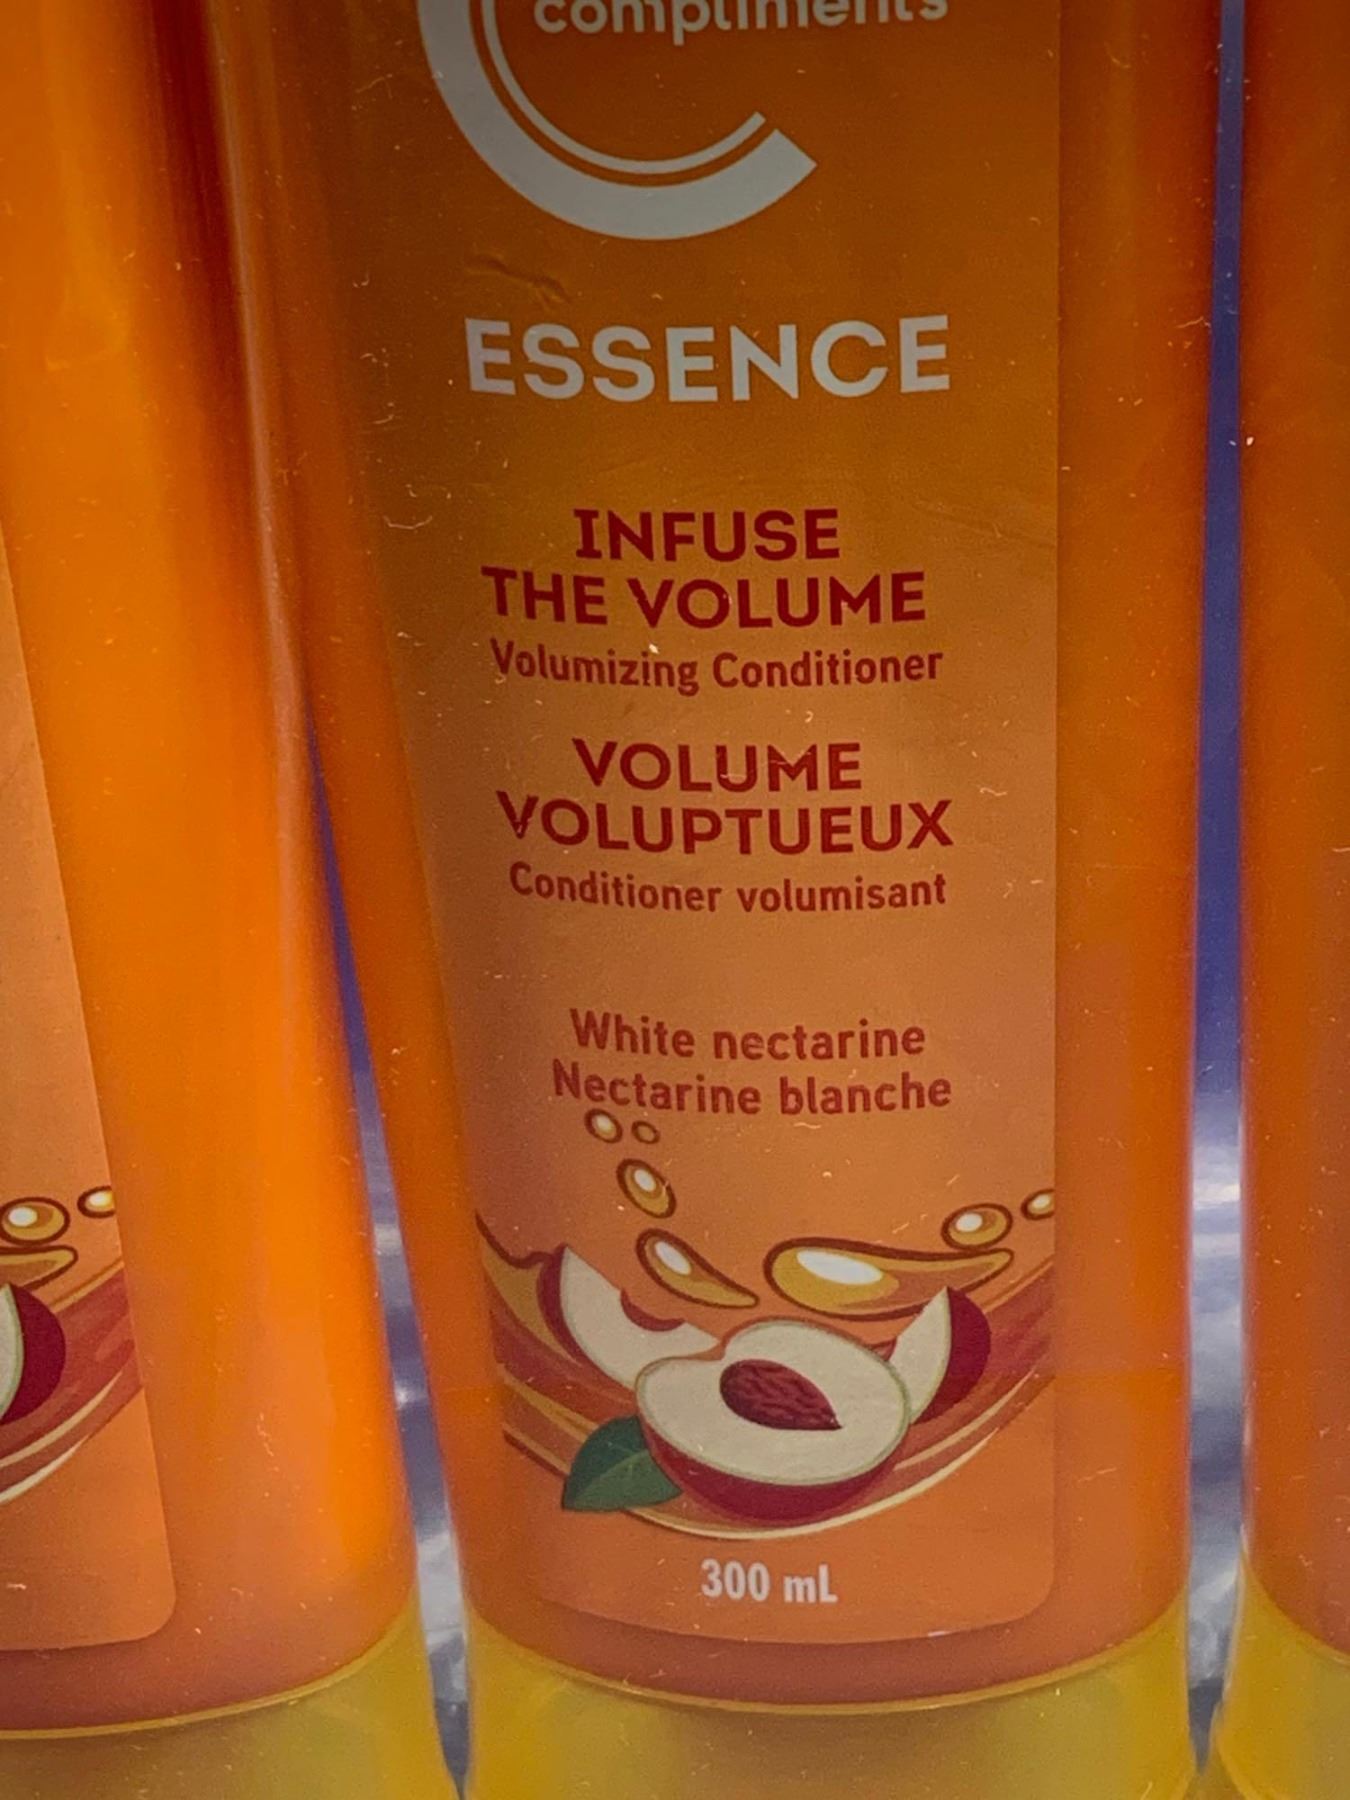 compliments
ESSENCE
INFUSE
THE VOLUME
Volumizing Conditioner
VOLUME
VOLUPTUEUX
Conditioner volumisant
White nectarine
Nectarine blanche
300 mL